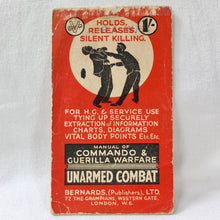 HOLDS,
RELEASES,
SILENT KILLING.
1/-
FOR H.G. & SERVICE USE
TYING UP SECURELY
EXTRACTION OF INFORMATION
CHARTS, DIAGRAMS
VITAL BODY POINTS Etc. Etc.
MANUAL OF
COMMANDO &
GUERILLA WARFARE
UNARMED COMBAT
BERNARDS, (Publishers), LTD.
77 THE GRAMPIANS, WESTERN GATE,
LONDON, W.6.